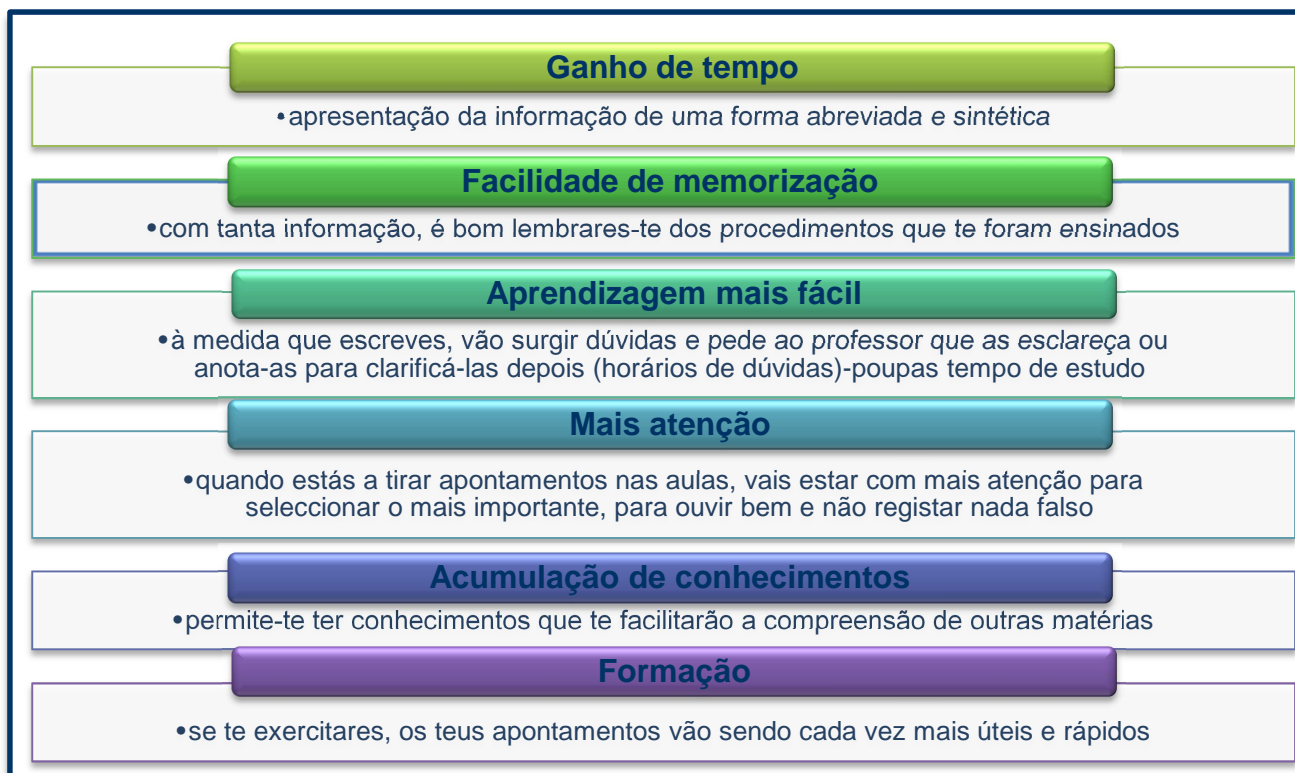 Ganho de tempo
•apresentação da informação de uma forma abreviada e sintética
Facilidade de memorização
•com tanta informação, é bom lembrares-te dos procedimentos que te foram ensinados
Aprendizagem mais fácil
•à medida que escreves, vão surgir dúvidas e pede ao professor que as esclareça ou
anota-as para clarificá-las depois (horários de dúvidas)-poupas tempo de estudo
Mais atenção
•quando estás a tirar apontamentos nas aulas, vais estar com mais atenção para
seleccionar o mais importante, para ouvir bem e não registar nada falso
Acumulação de conhecimentos
•permite-te ter conhecimentos que te facilitarão a compreensão de outras matérias
Formação
•se te exercitares, os teus apontamentos vão sendo cada vez mais úteis e rápidos